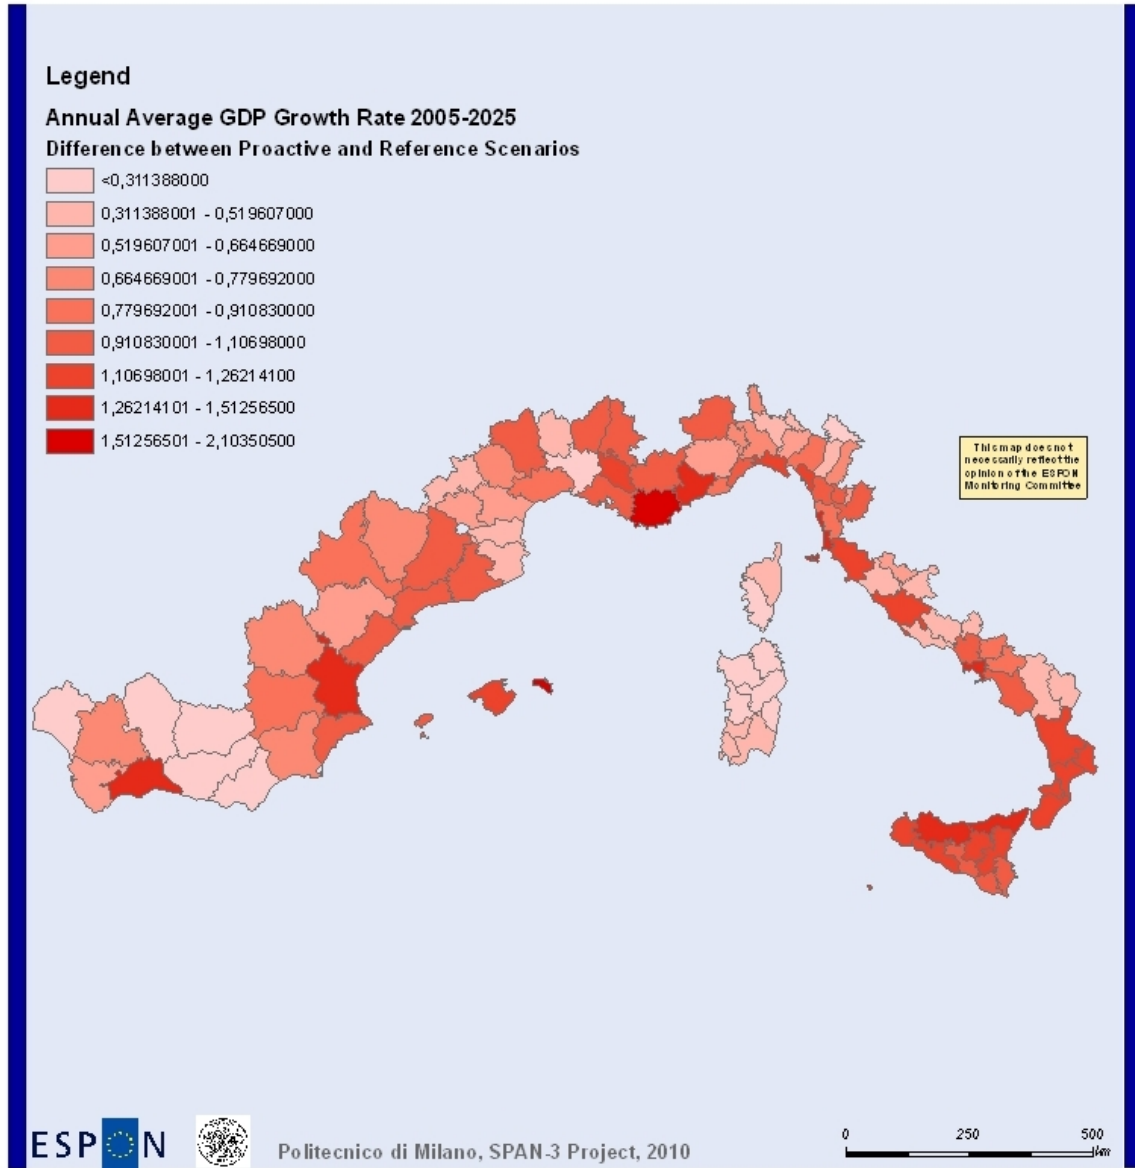 Legend
Annual Average GDP Growth Rate 2005-2025
Difference between Proactive and Reference Scenarios
<0,311388000
0,311388001 - 0,519607000
0,519607001 - 0,664669000
0,664669001 - 0,779692000
0,779692001 - 0,910830000
0,910830001 - 1,10698000
1,10698001 - 1,26214100
1,26214101 - 1,51256500
1,51256501 - 2,10350500
This map does not
necessarily reflect the
opinion of the ESPON
Monitoring Committee
ESPON
Politecnico di Milano, SPAN-3 Project, 2010
0 250 500
km